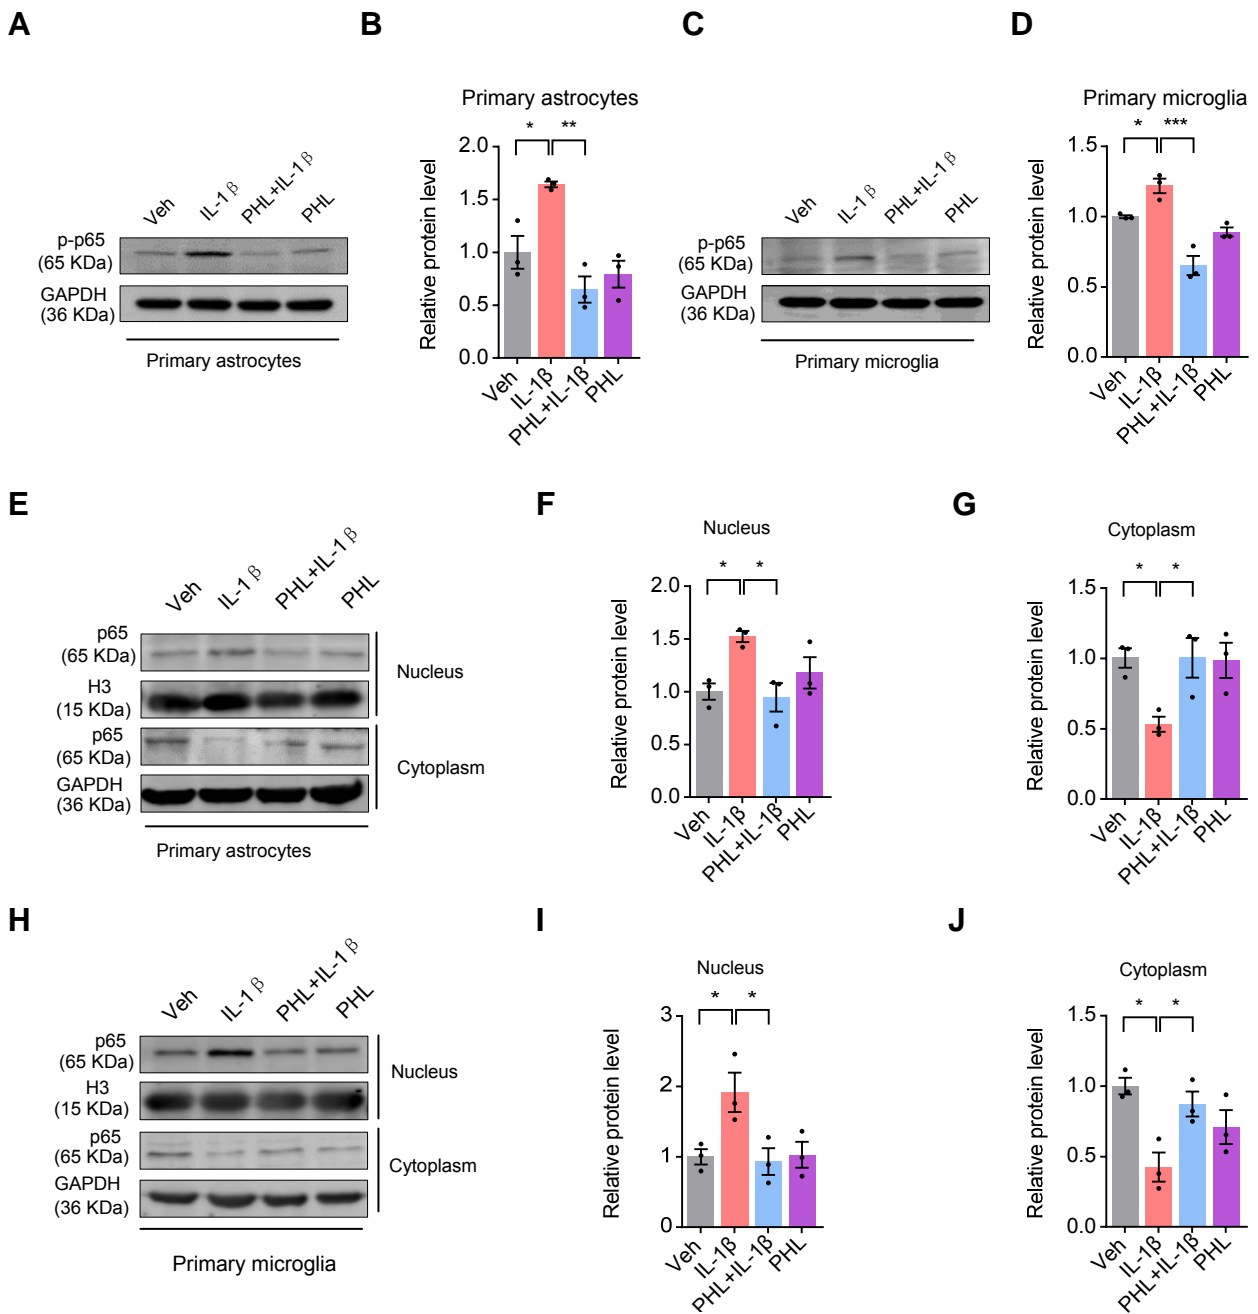 A
B
C
D
Veh
IL-1β
PHL+IL-1β
PHL
p-p65
(65 KDa)
GAPDH
(36 KDa)
Primary astrocytes
Primary astrocytes
* **
Relative protein level
2.0
1.5
1.0
0.5
0.0
Veh
IL-1β
PHL+IL-1β
PHL
Veh
IL-1β
PHL+IL-1β
PHL
p-p65
(65 KDa)
GAPDH
(36 KDa)
Primary microglia
Primary microglia
* ***
Relative protein level
1.5
1.0
0.5
0.0
Veh
IL-1β
PHL+IL-1β
PHL
E
F
G
Veh
IL-1β
PHL+IL-1β
PHL
p65
(65 KDa)
H3
(15 KDa)
Nucleus
p65
(65 KDa)
GAPDH
(36 KDa)
Cytoplasm
Primary astrocytes
Nucleus
* *
Relative protein level
2.0
1.5
1.0
0.5
0.0
Veh
IL-1β
PHL+IL-1β
PHL
Cytoplasm
* *
Relative protein level
1.5
1.0
0.5
0.0
Veh
IL-1β
PHL+IL-1β
PHL
H
I
J
Veh
IL-1β
PHL+IL-1β
PHL
p65
(65 KDa)
H3
(15 KDa)
Nucleus
p65
(65 KDa)
GAPDH
(36 KDa)
Cytoplasm
Primary microglia
Nucleus
* *
Relative protein level
3
2
1
0
Veh
IL-1β
PHL+IL-1β
PHL
Cytoplasm
* *
Relative protein level
1.5
1.0
0.5
0.0
Veh
IL-1β
PHL+IL-1β
PHL